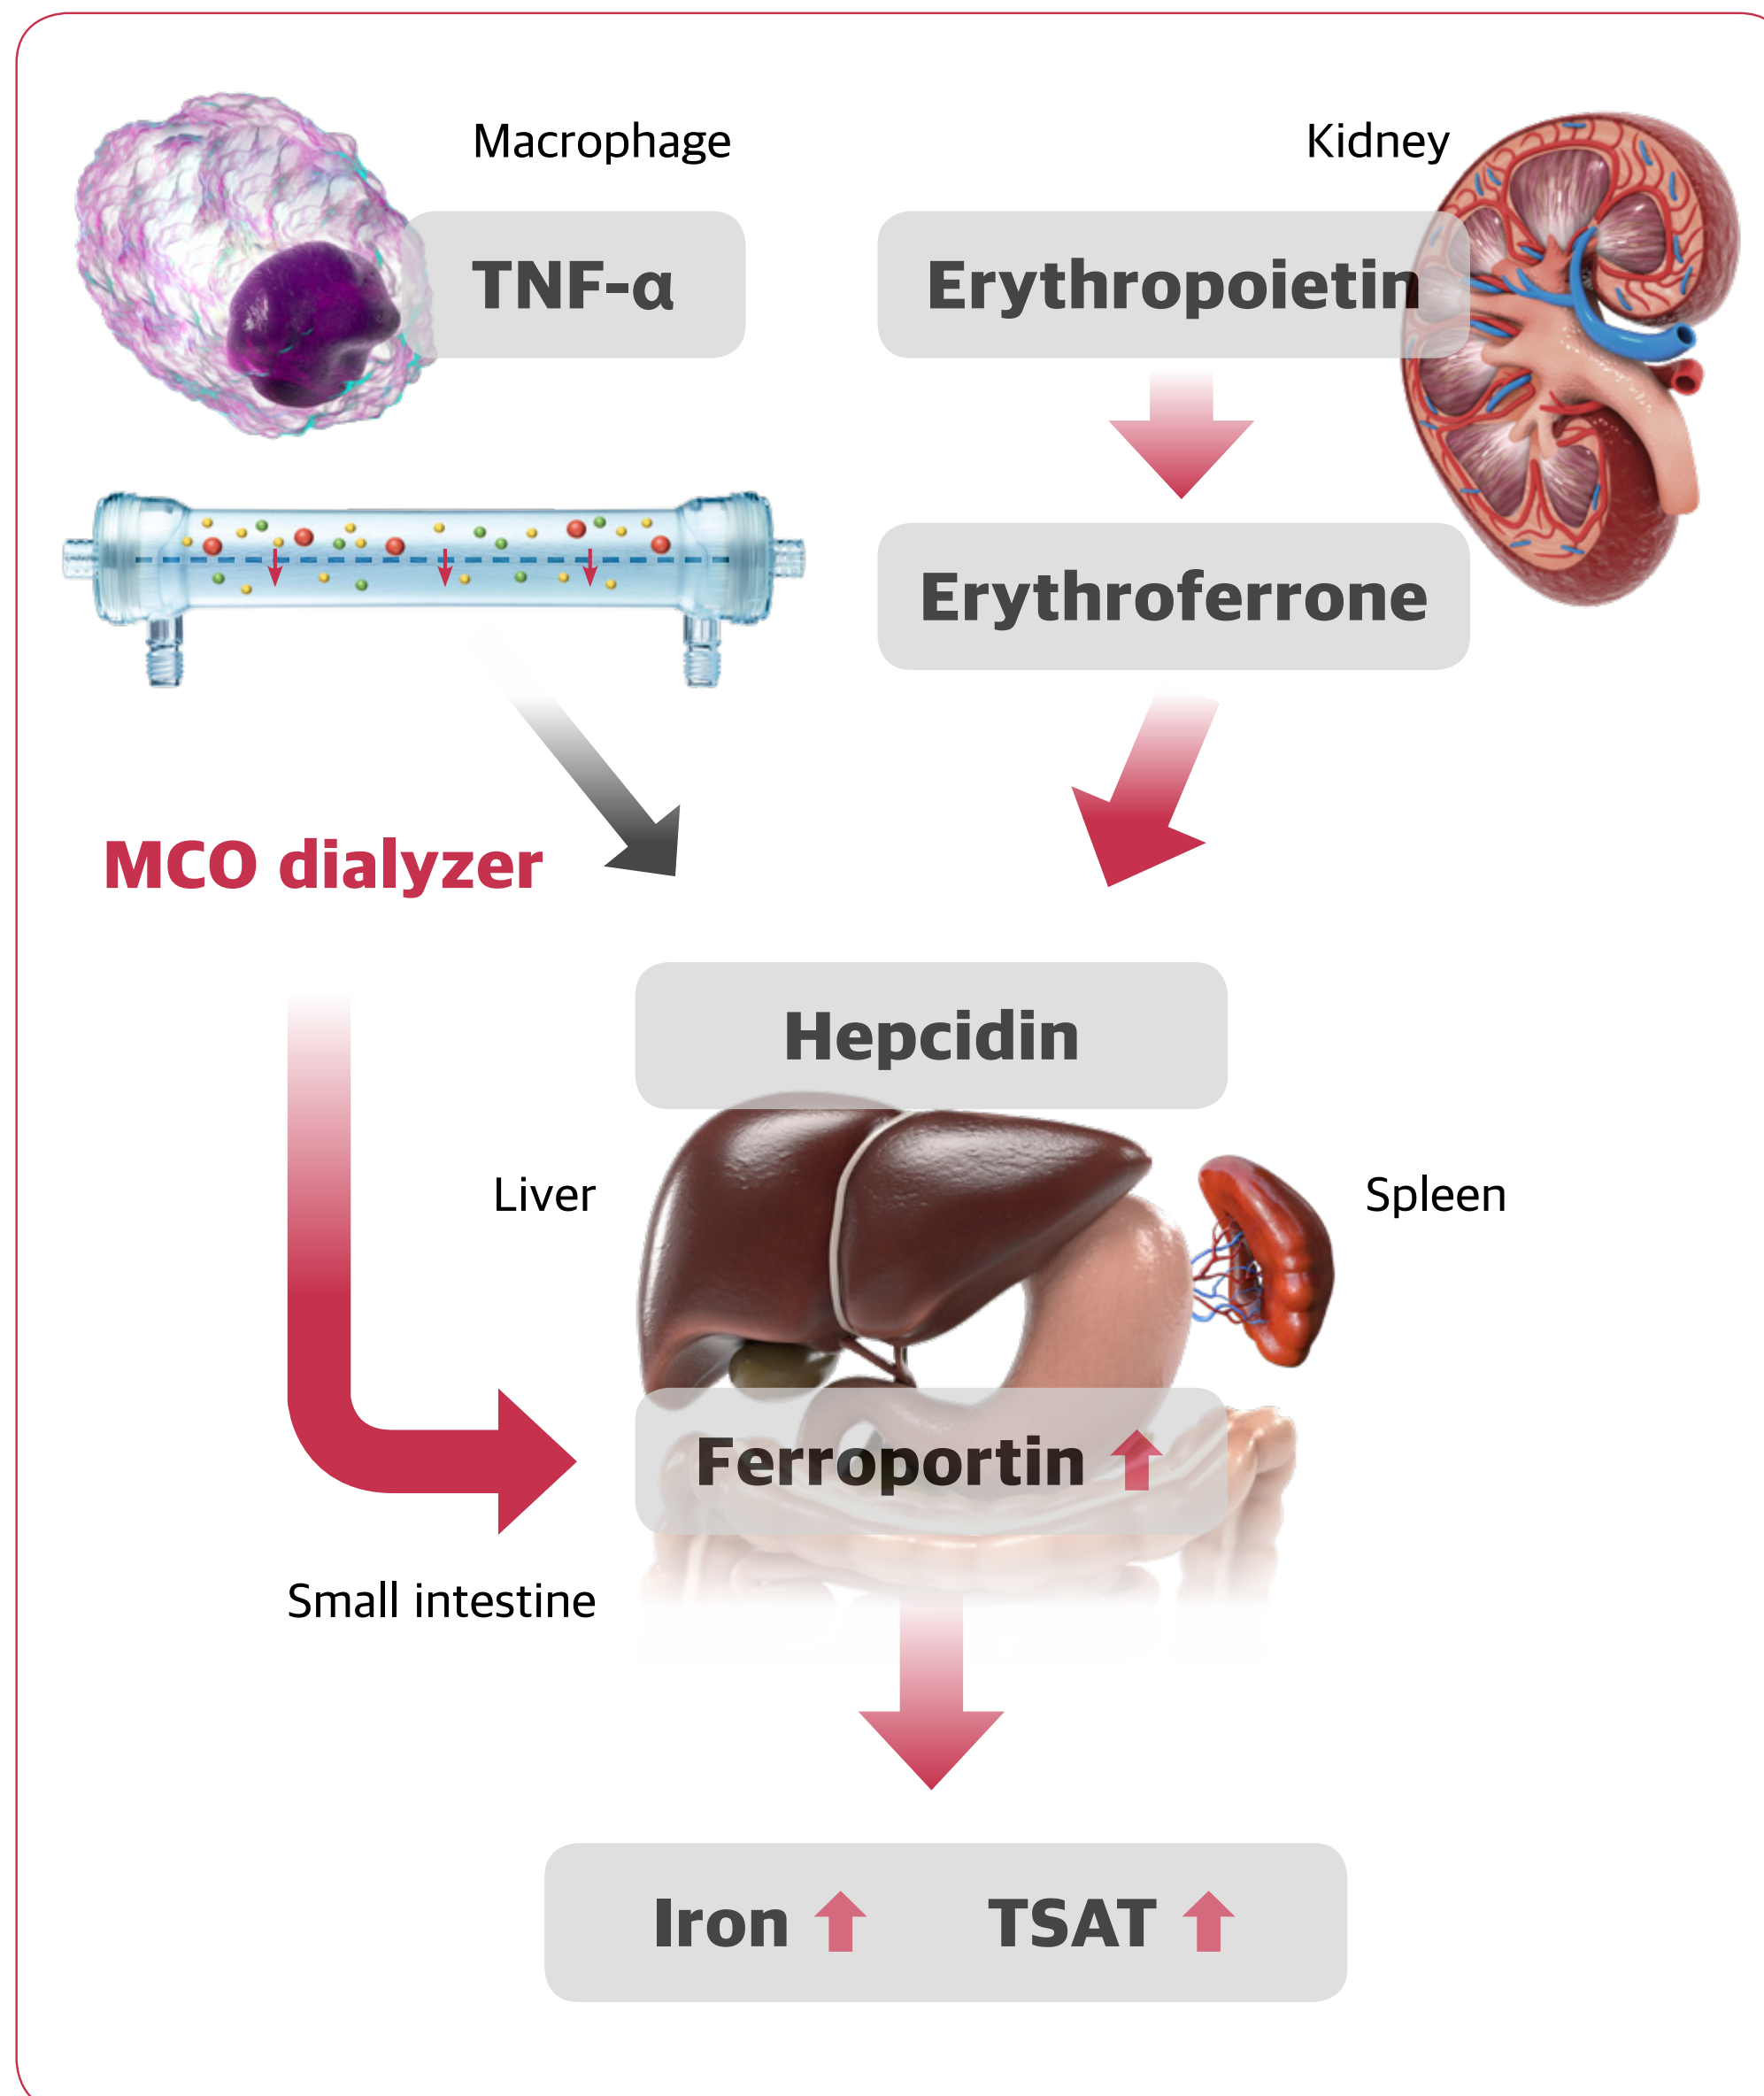 Macrophage
Kidney
TNF-α
Erythropoietin
Erythroferrone
MCO dialyzer
Hepcidin
Liver
Spleen
Ferroportin
Small intestine
Iron
TSAT